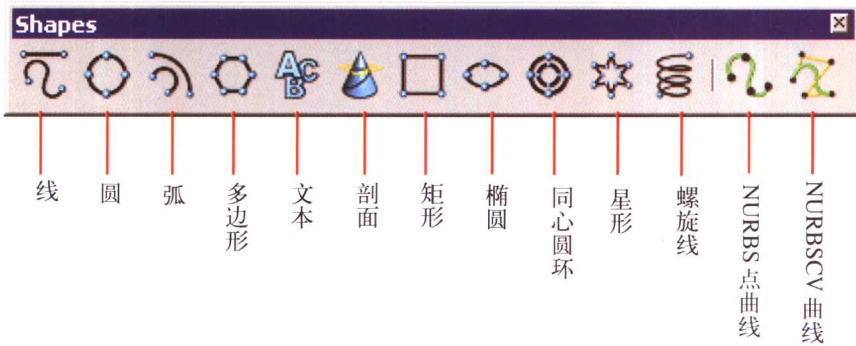 Shapes
线
圆
弧
多边形
文本
剖面
矩形
椭圆
同心圆环
星形
螺旋线
NURBS 点曲线
NURBSCV 曲线